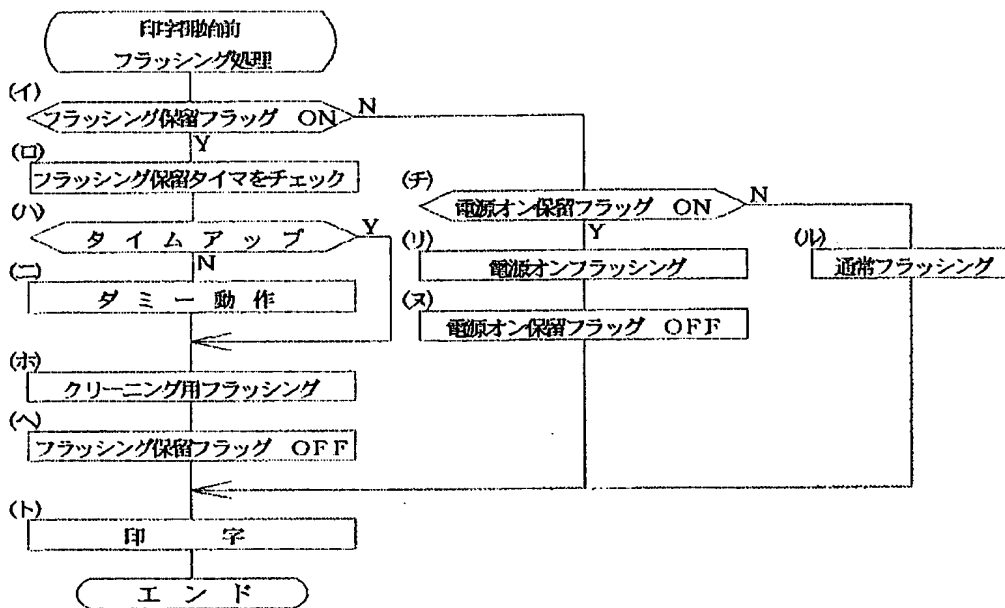 印字開始前
フラッシング処理
(イ)
フラッシング保留フラッグ ON
N
Y
(ロ)
フラッシング保留タイマをチェック
(ハ)
タイムアップ
Y
N
(ニ)
ダミー動作
(ホ)
クリーニング用フラッシング
(ヘ)
フラッシング保留フラッグ OFF
(ト)
印字
エンド
(チ)
電源オン保留フラッグ ON
N
Y
(リ)
電源オンフラッシング
(ヌ)
電源オン保留フラッグ OFF
(ル)
通常フラッシング